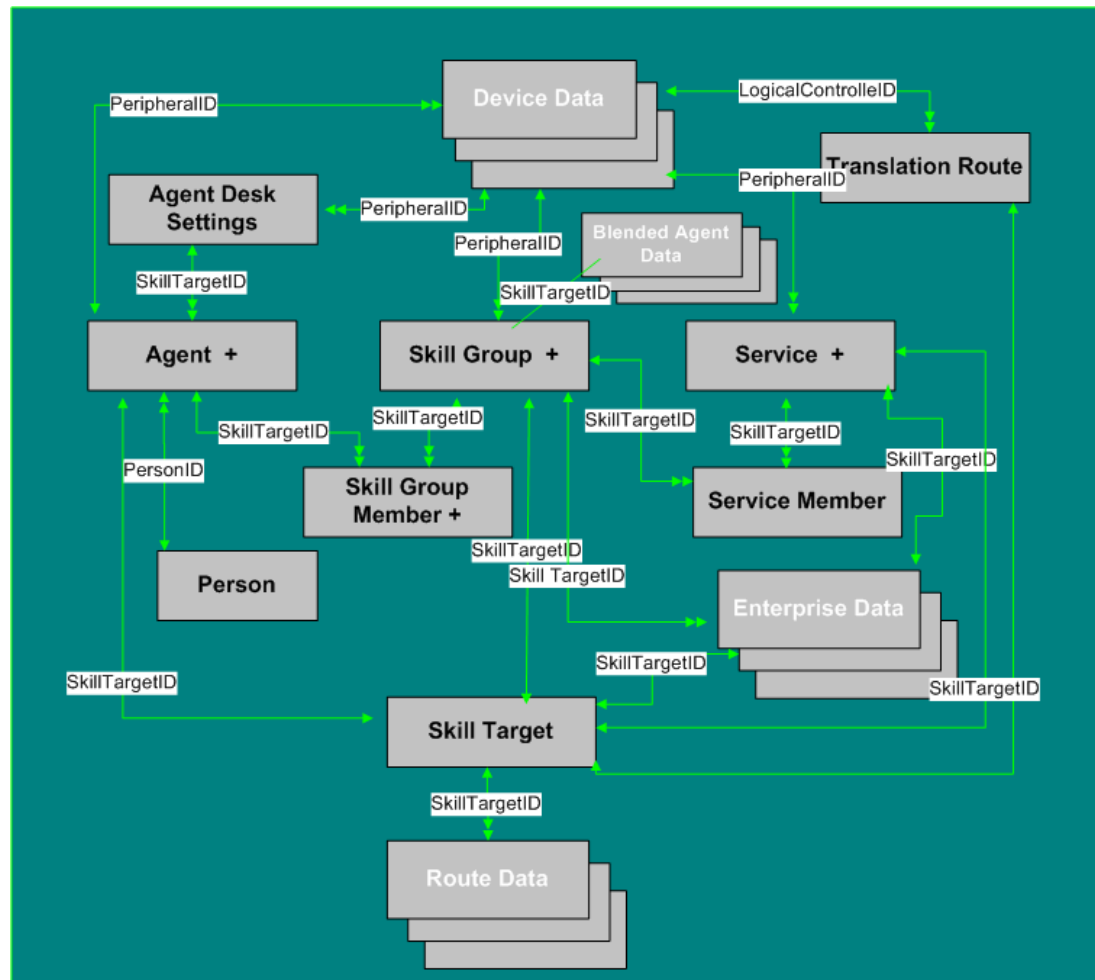 Device Data
LogicalControlleID
PeripheralID
Translation Route
PeripheralID
Agent Desk
Settings
PeripheralID
PeripheralID
Blended Agent
Data
SkillTargetID
SkillTargetID
Agent +
Skill Group +
Service +
SkillTargetID
SkillTargetID
SkillTargetID
SkillTargetID
PersonID
SkillTargetID
Skill Group
Member +
Service Member
SkillTargetID
Skill TargetID
Person
Enterprise Data
SkillTargetID
SkillTargetID
SkillTargetID
Skill Target
SkillTargetID
Route Data